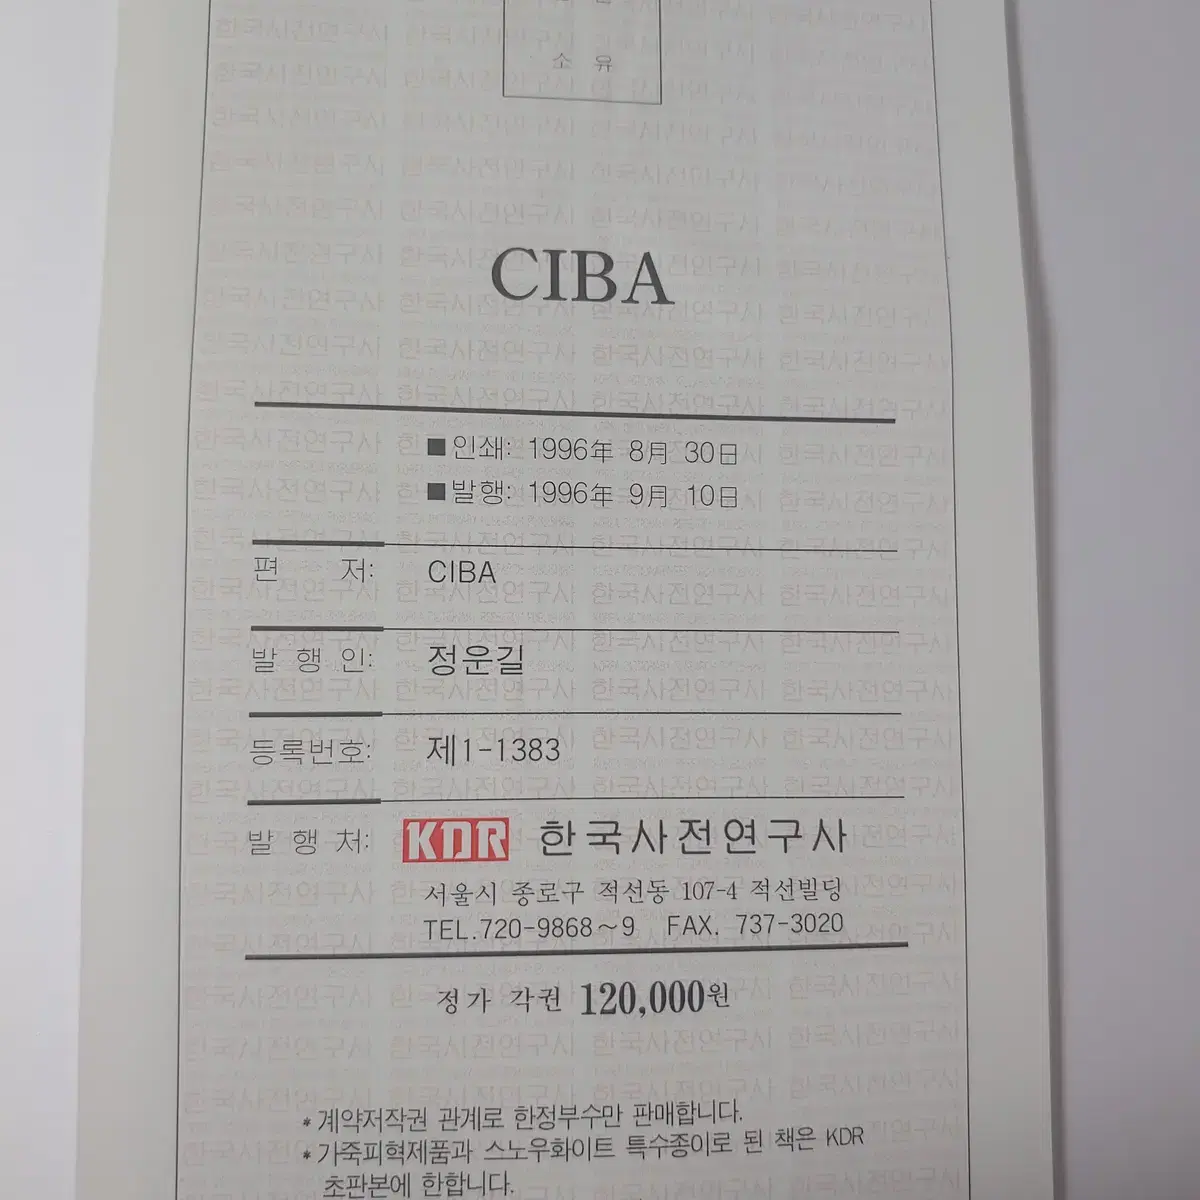 소 유
CIBA
■인쇄: 1996年 8月 30日
■발행: 1996年 9月 10日
편 저: CIBA
발 행 인: 정운길
등록번호: 제1-1383
발 행 처: KDR 한국사전연구사
서울시 종로구 적선동 107-4 적선빌딩
TEL.720-9868~9 FAX. 737-3020
정가 각권 120,000원
* 계약저작권 관계로 한정부수만 판매합니다.
* 가죽피혁제품과 스노우화이트 특수종이로 된 책은 KDR
초판본에 한합니다.